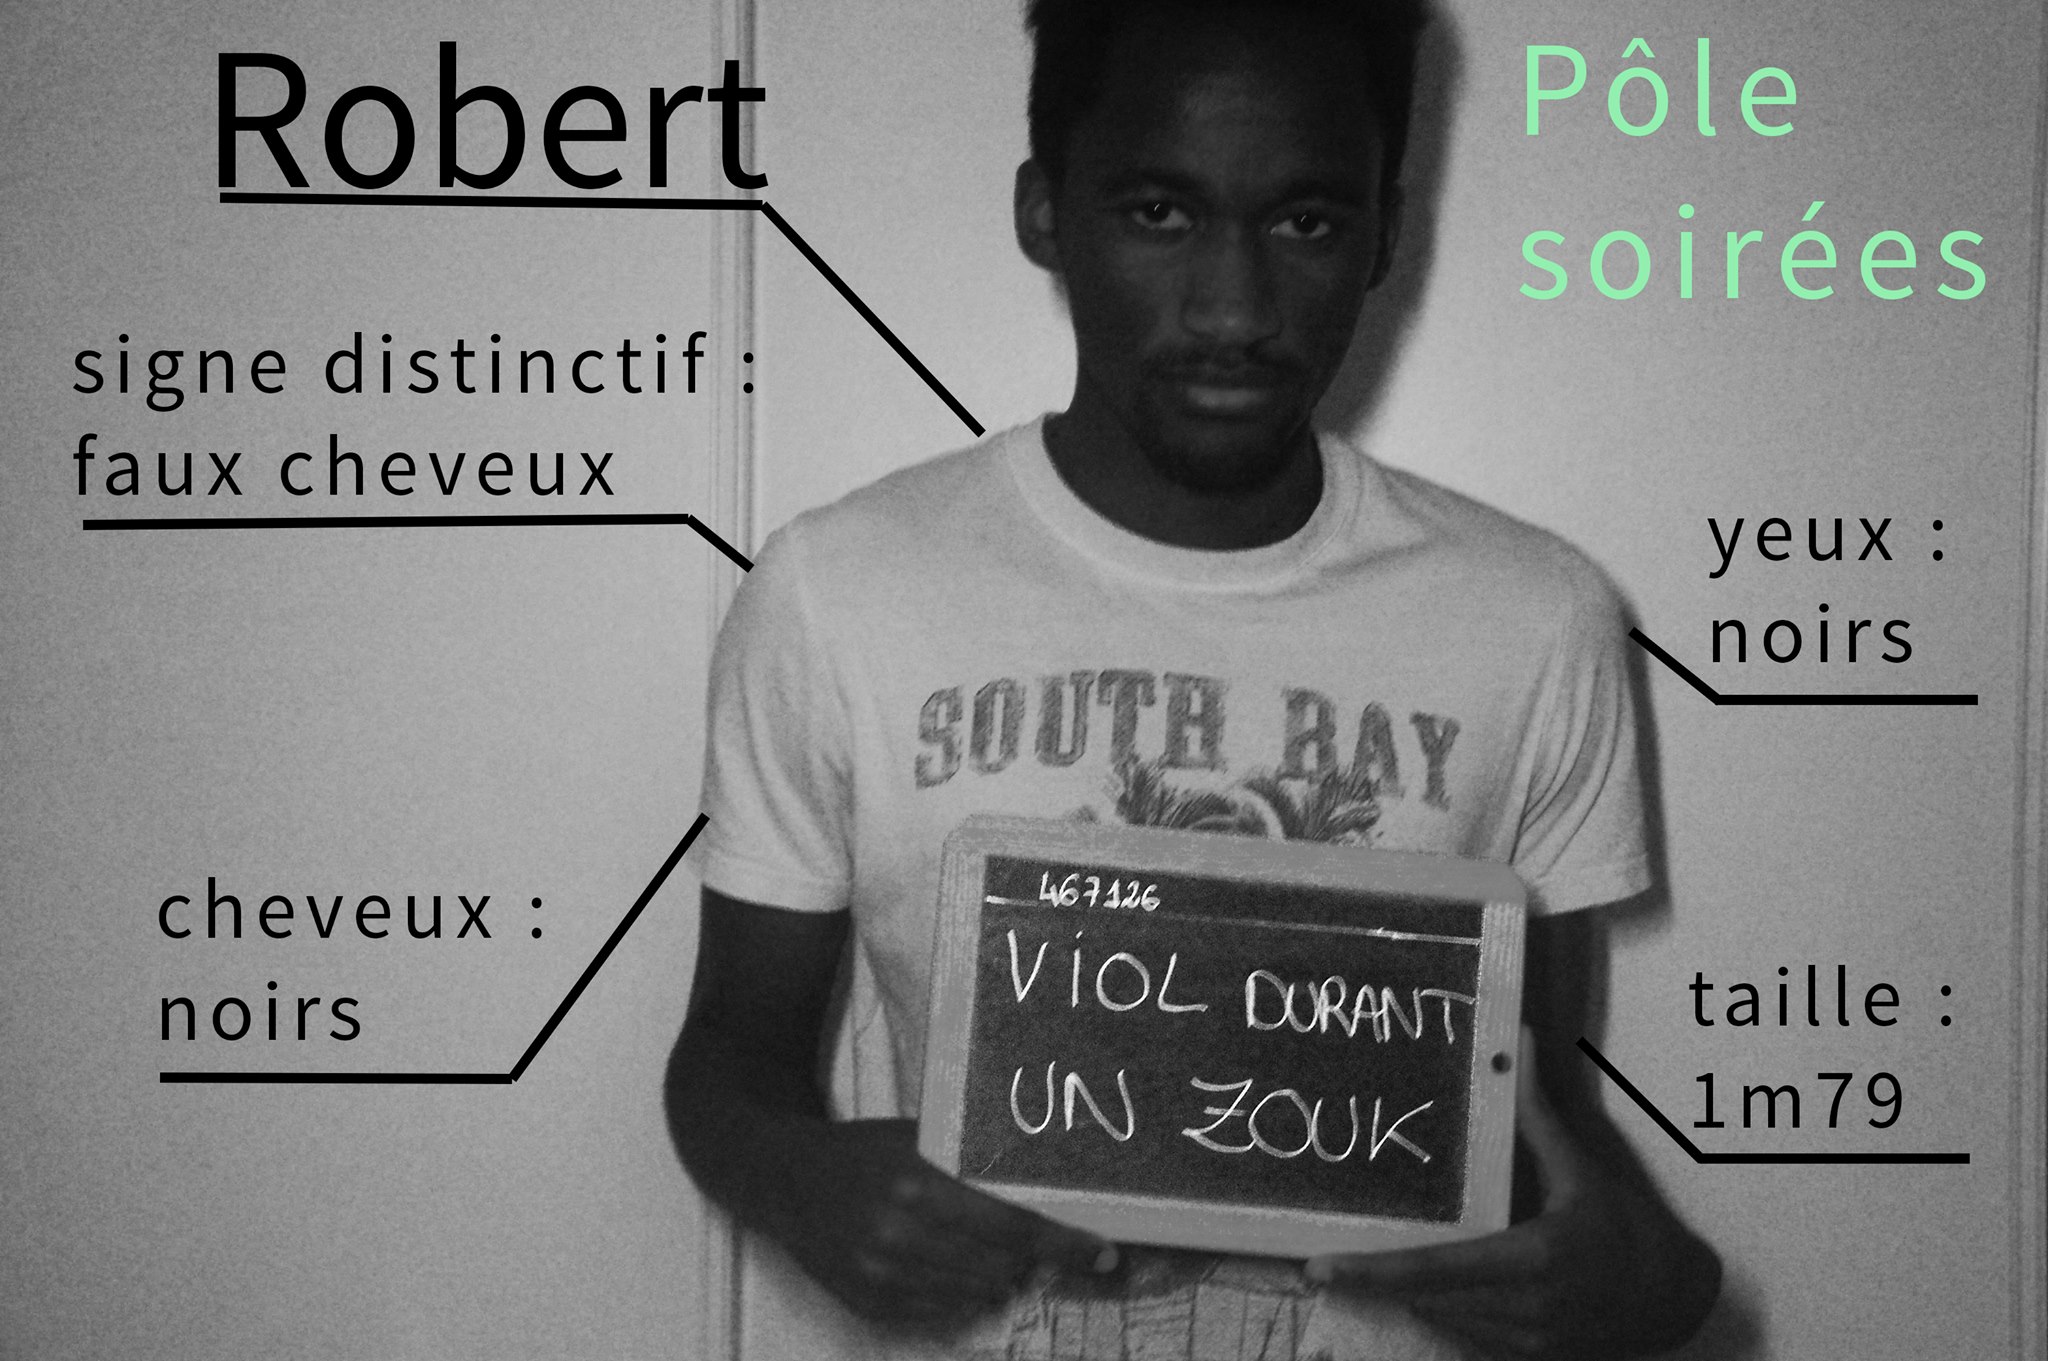 Robert
Pôle
soirées
signe distinctif :
faux cheveux
yeux :
noirs
SOUTH BAY
467126
ViOL DURANT
UN ZOUK
cheveux :
noirs
taille :
1m79